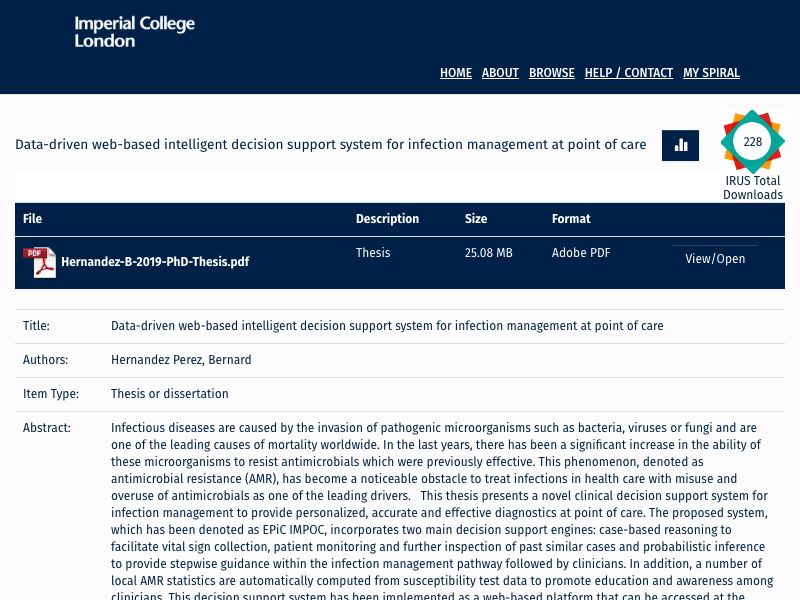 Imperial College
London
HOME ABOUT BROWSE HELP / CONTACT MY SPIRAL
Data-driven web-based intelligent decision support system for infection management at point of care
228
IRUS Total
Downloads
File Description Size Format
PDF
Hernandez-B-2019-PhD-Thesis.pdf Thesis 25.08 MB Adobe PDF View/Open
Title: Data-driven web-based intelligent decision support system for infection management at point of care
Authors: Hernandez Perez, Bernard
Item Type: Thesis or dissertation
Abstract: Infectious diseases are caused by the invasion of pathogenic microorganisms such as bacteria, viruses or fungi and are
one of the leading causes of mortality worldwide. In the last years, there has been a significant increase in the ability of
these microorganisms to resist antimicrobials which were previously effective. This phenomenon, denoted as
antimicrobial resistance (AMR), has become a noticeable obstacle to treat infections in health care with misuse and
overuse of antimicrobials as one of the leading drivers. This thesis presents a novel clinical decision support system for
infection management to provide personalized, accurate and effective diagnostics at point of care. The proposed system,
which has been denoted as EPiC IMPOC, incorporates two main decision support engines: case-based reasoning to
facilitate vital sign collection, patient monitoring and further inspection of past similar cases and probabilistic inference
to provide stepwise guidance within the infection management pathway followed by clinicians. In addition, a number of
local AMR statistics are automatically computed from susceptibility test data to promote education and awareness among
clinicians. This decision support system has been implemented as a web-based platform that can be accessed at the